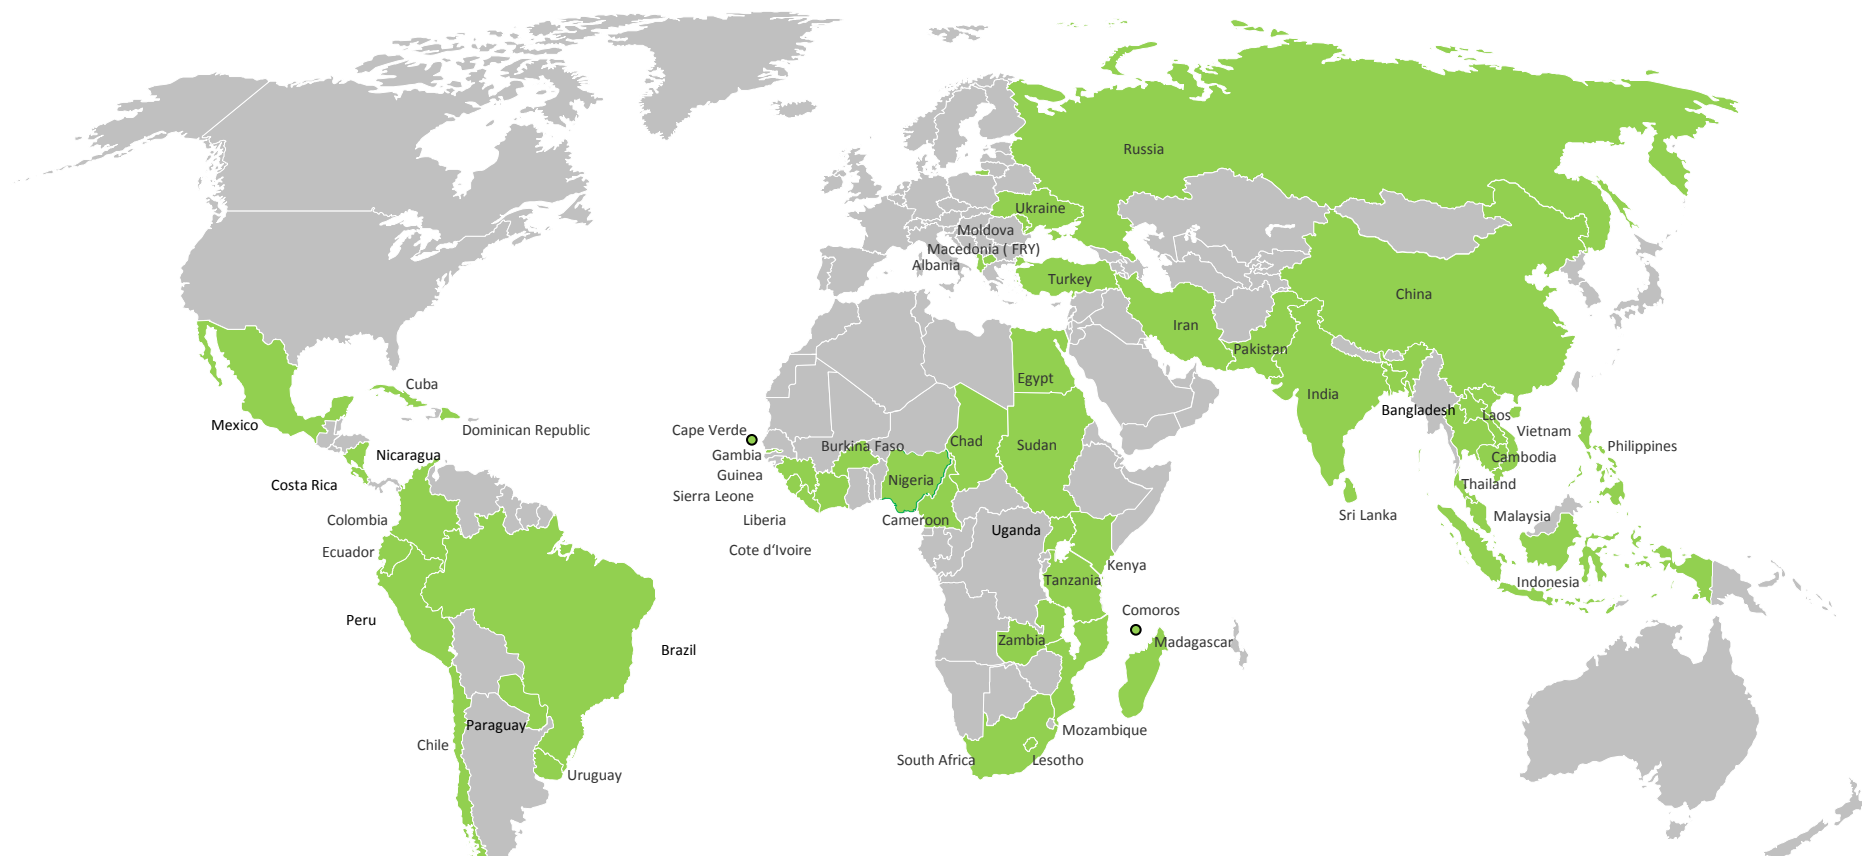 Russia
Ukraine
Moldova
Macedonia ( FRY)
Albania
Turkey
China
Iran
Pakistan
Egypt
Cuba
India
Bangladesh
Laos
Mexico
Dominican Republic
Cape Verde
Vietnam
Burkina Faso
Chad
Sudan
Philippines
Nicaragua
Gambia
Cambodia
Guinea
Nigeria
Costa Rica
Thailand
Sierra Leone
Sri Lanka
Malaysia
Colombia
Liberia
Cameroon
Uganda
Ecuador
Cote d‘Ivoire
Kenya
Tanzania
Indonesia
Comoros
Peru
Zambia
Madagascar
Brazil
Paraguay
Mozambique
Chile
South Africa
Lesotho
Uruguay